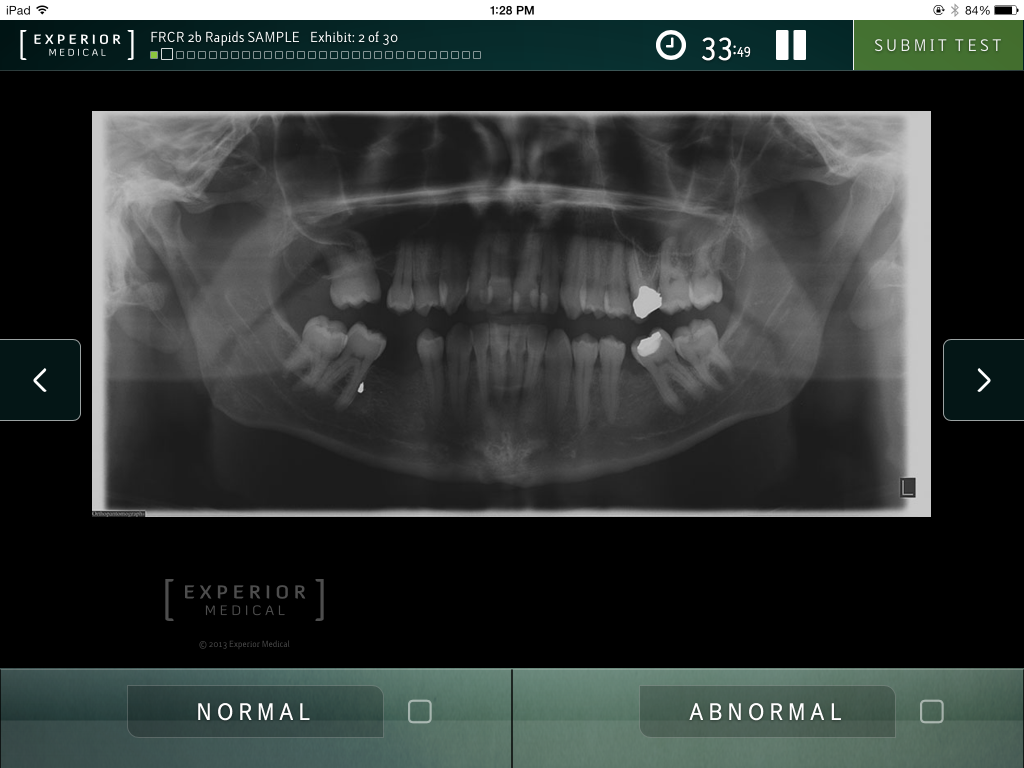 iPad
1:28 PM
84%
EXPERIOR
MEDICAL
FRCR 2b Rapids SAMPLE Exhibit: 2 of 30
33:49
SUBMIT TEST
L
Orthopantomography
EXPERIOR
MEDICAL
© 2013 Experior Medical
NORMAL
ABNORMAL